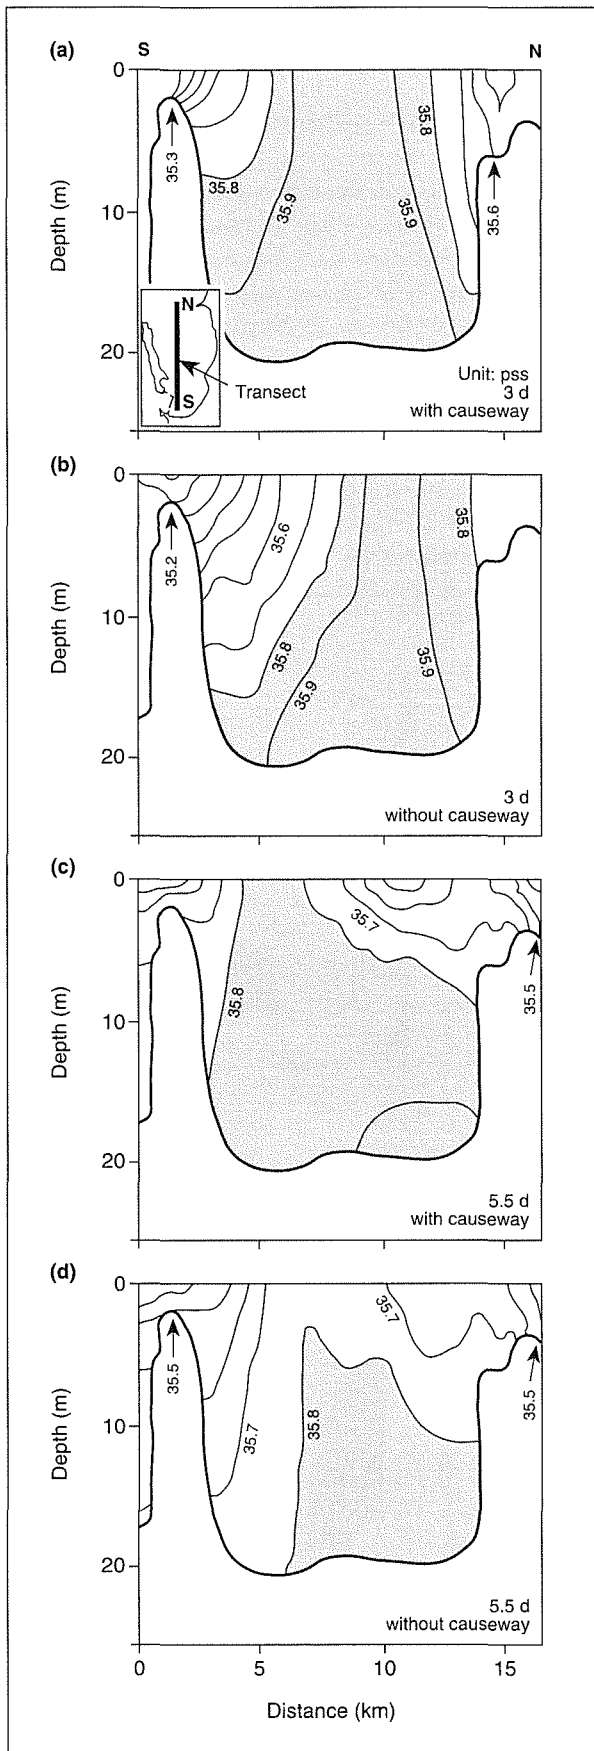 (a)
S
N
0
10
20
Depth (m)
35.3
35.8
35.9
35.9
35.8
35.6
N
S
Transect
Unit: pss
3 d
with causeway
(b)
0
10
20
Depth (m)
35.2
35.6
35.8
35.9
35.9
35.8
3 d
without causeway
(c)
0
10
20
Depth (m)
35.8
35.7
35.5
5.5 d
with causeway
(d)
0
10
20
Depth (m)
35.5
35.7
35.8
35.7
35.5
5.5 d
without causeway
0
5
10
15
Distance (km)